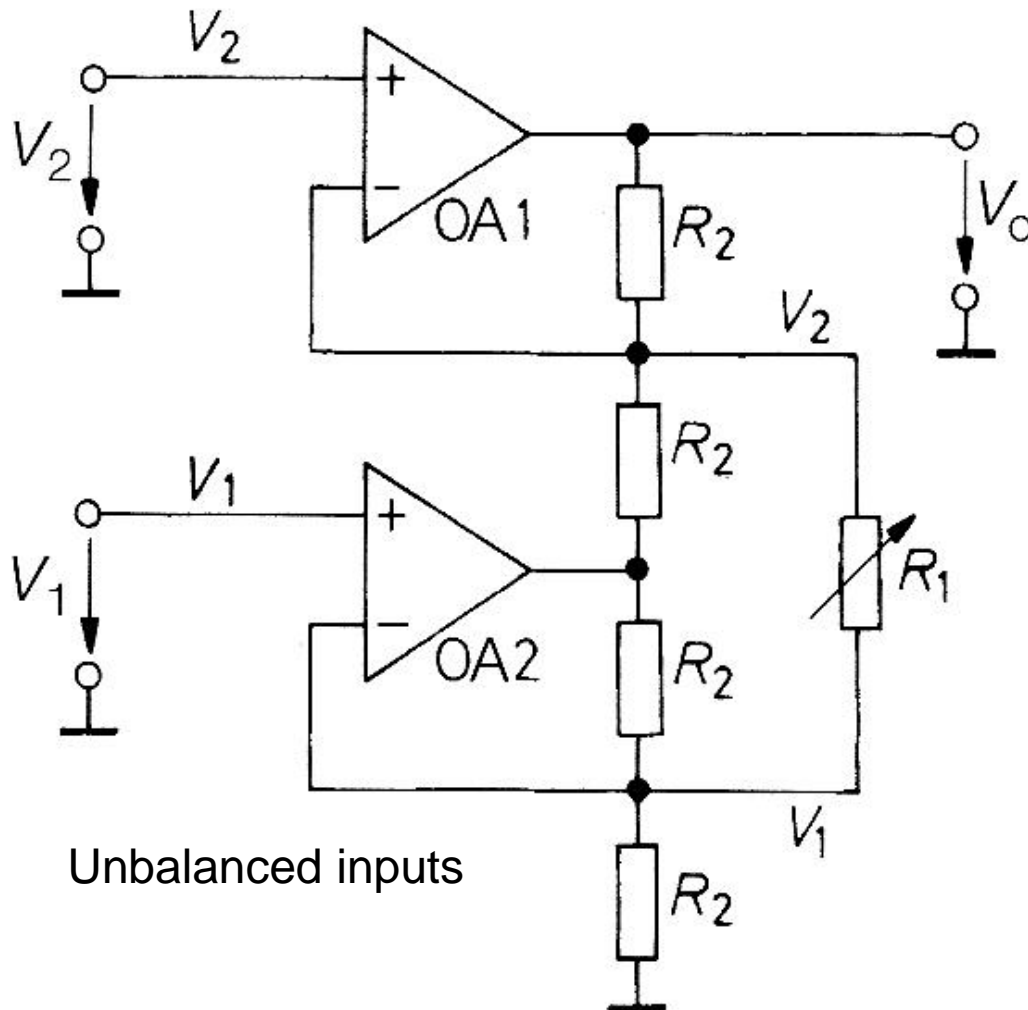 V2
+
V2
−
OA1
R2
Vo
V2
R2
V1
+
V1
R1
−
OA2
R2
V1
Unbalanced inputs
R2